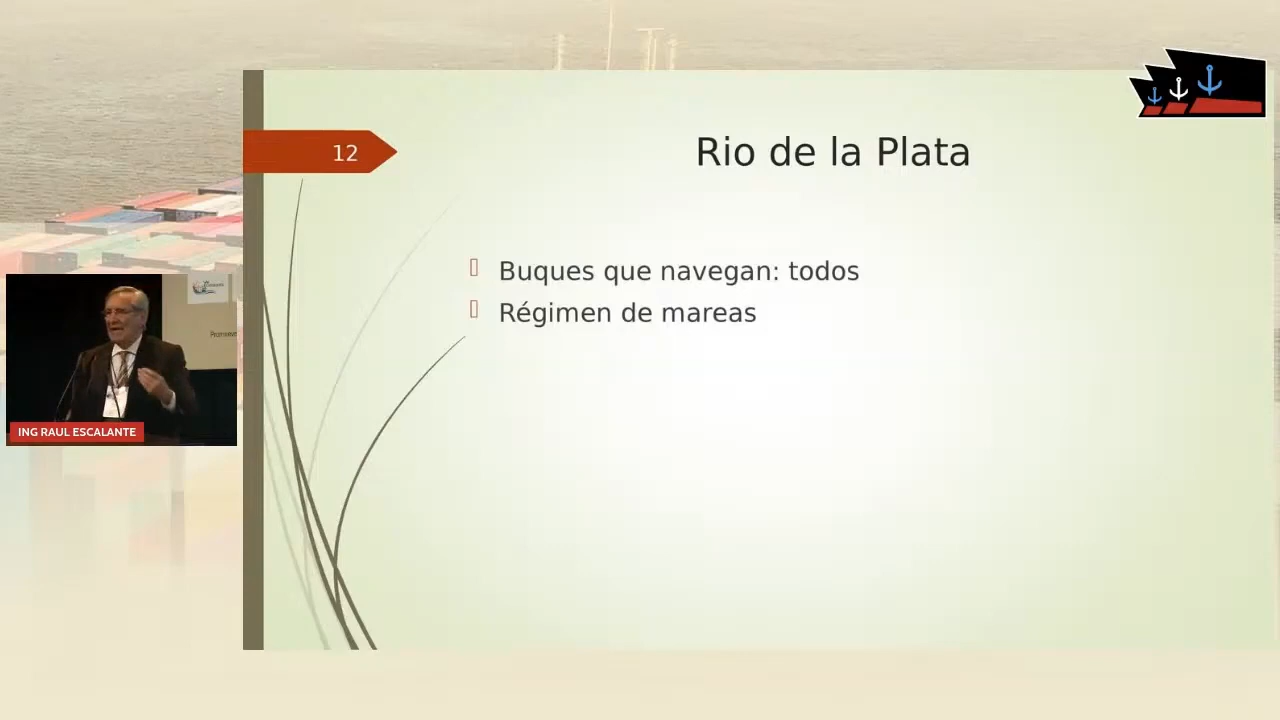 12
Rio de la Plata
Buques que navegan: todos
Régimen de mareas
ING RAUL ESCALANTE